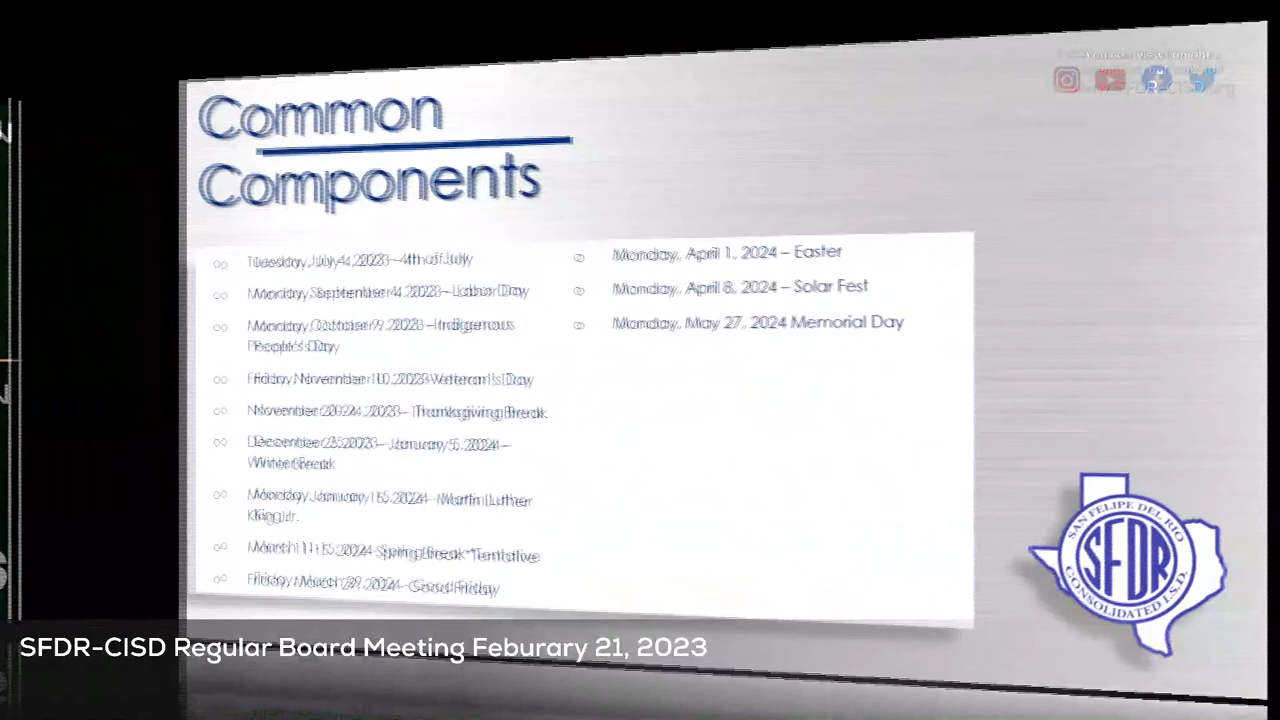 Common
Components
Tuesday, July 4, 2023 – 4th of July
Monday, September 4, 2023 – Labor Day
Monday, October 9, 2023 – Indigenous
People's Day
Friday, November 10, 2023 – Veteran's Day
November 20-24, 2023 – Thanksgiving Break
December 2023 – January 5, 2024 –
Winter Break
Monday, January 15, 2024 – Martin Luther
King Jr.
March 11-15, 2024 Spring Break *Tentative
Friday, March 29, 2024 – Good Friday
Monday, April 1, 2024 – Easter
Monday, April 8, 2024 – Solar Fest
Monday, May 27, 2024 Memorial Day
SAN FELIPE DEL RIO
SFDR
CONSOLIDATED I.S.D.
SFDR-CISD Regular Board Meeting Feburary 21, 2023